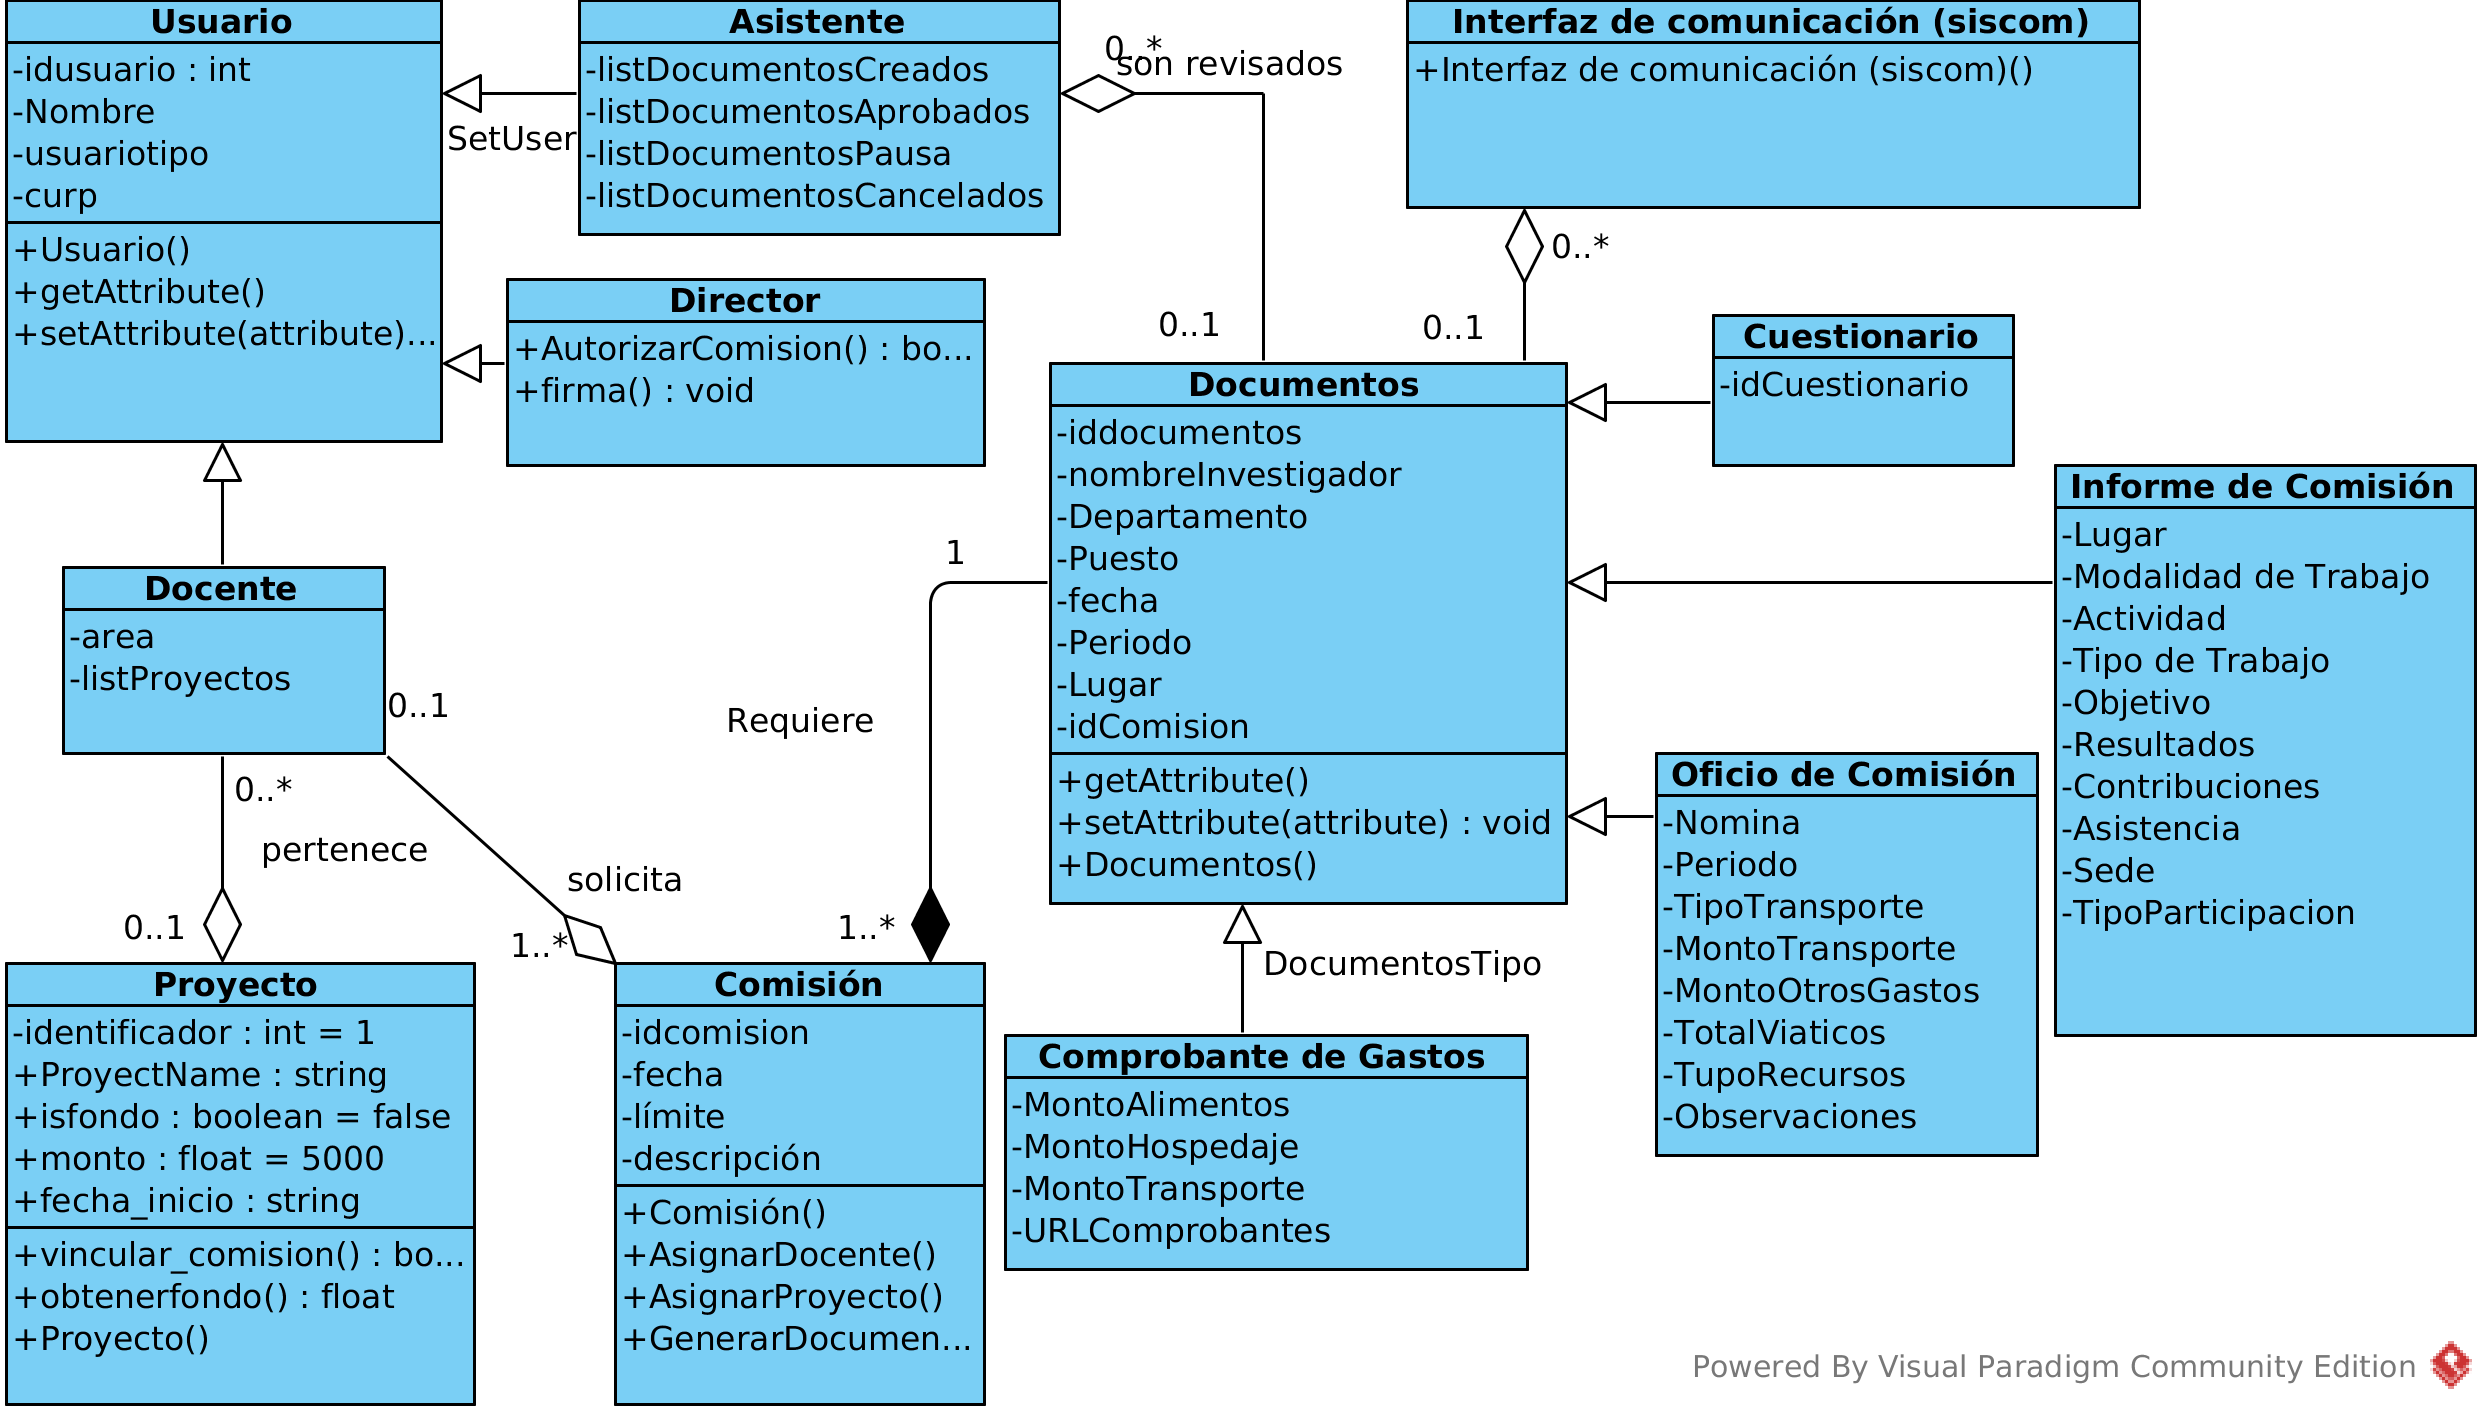 Usuario
-idusuario : int
-Nombre
-usuariotipo
-curp
+Usuario()
+getAttribute()
+setAttribute(attribute)...
SetUser
Asistente
-listDocumentosCreados
-listDocumentosAprobados
-listDocumentosPausa
-listDocumentosCancelados
0..*
son revisados
0..1
Interfaz de comunicación (siscom)
+Interfaz de comunicación (siscom)()
0..*
0..1
Director
+AutorizarComision() : bo...
+firma() : void
Cuestionario
-idCuestionario
Documentos
-iddocumentos
-nombreInvestigador
-Departamento
-Puesto
-fecha
-Periodo
-Lugar
-idComision
+getAttribute()
+setAttribute(attribute) : void
+Documentos()
Informe de Comisión
-Lugar
-Modalidad de Trabajo
-Actividad
-Tipo de Trabajo
-Objetivo
-Resultados
-Contribuciones
-Asistencia
-Sede
-TipoParticipacion
Docente
-area
-listProyectos
0..1
0..*
pertenece
0..1
solicita
1..*
1
Requiere
1..*
Oficio de Comisión
-Nomina
-Periodo
-TipoTransporte
-MontoTransporte
-MontoOtrosGastos
-TotalViaticos
-TupoRecursos
-Observaciones
DocumentosTipo
Proyecto
-identificador : int = 1
+ProyectName : string
+isfondo : boolean = false
+monto : float = 5000
+fecha_inicio : string
+vincular_comision() : bo...
+obtenerfondo() : float
+Proyecto()
Comisión
-idcomision
-fecha
-límite
-descripción
+Comisión()
+AsignarDocente()
+AsignarProyecto()
+GenerarDocumen...
Comprobante de Gastos
-MontoAlimentos
-MontoHospedaje
-MontoTransporte
-URLComprobantes
Powered By Visual Paradigm Community Edition